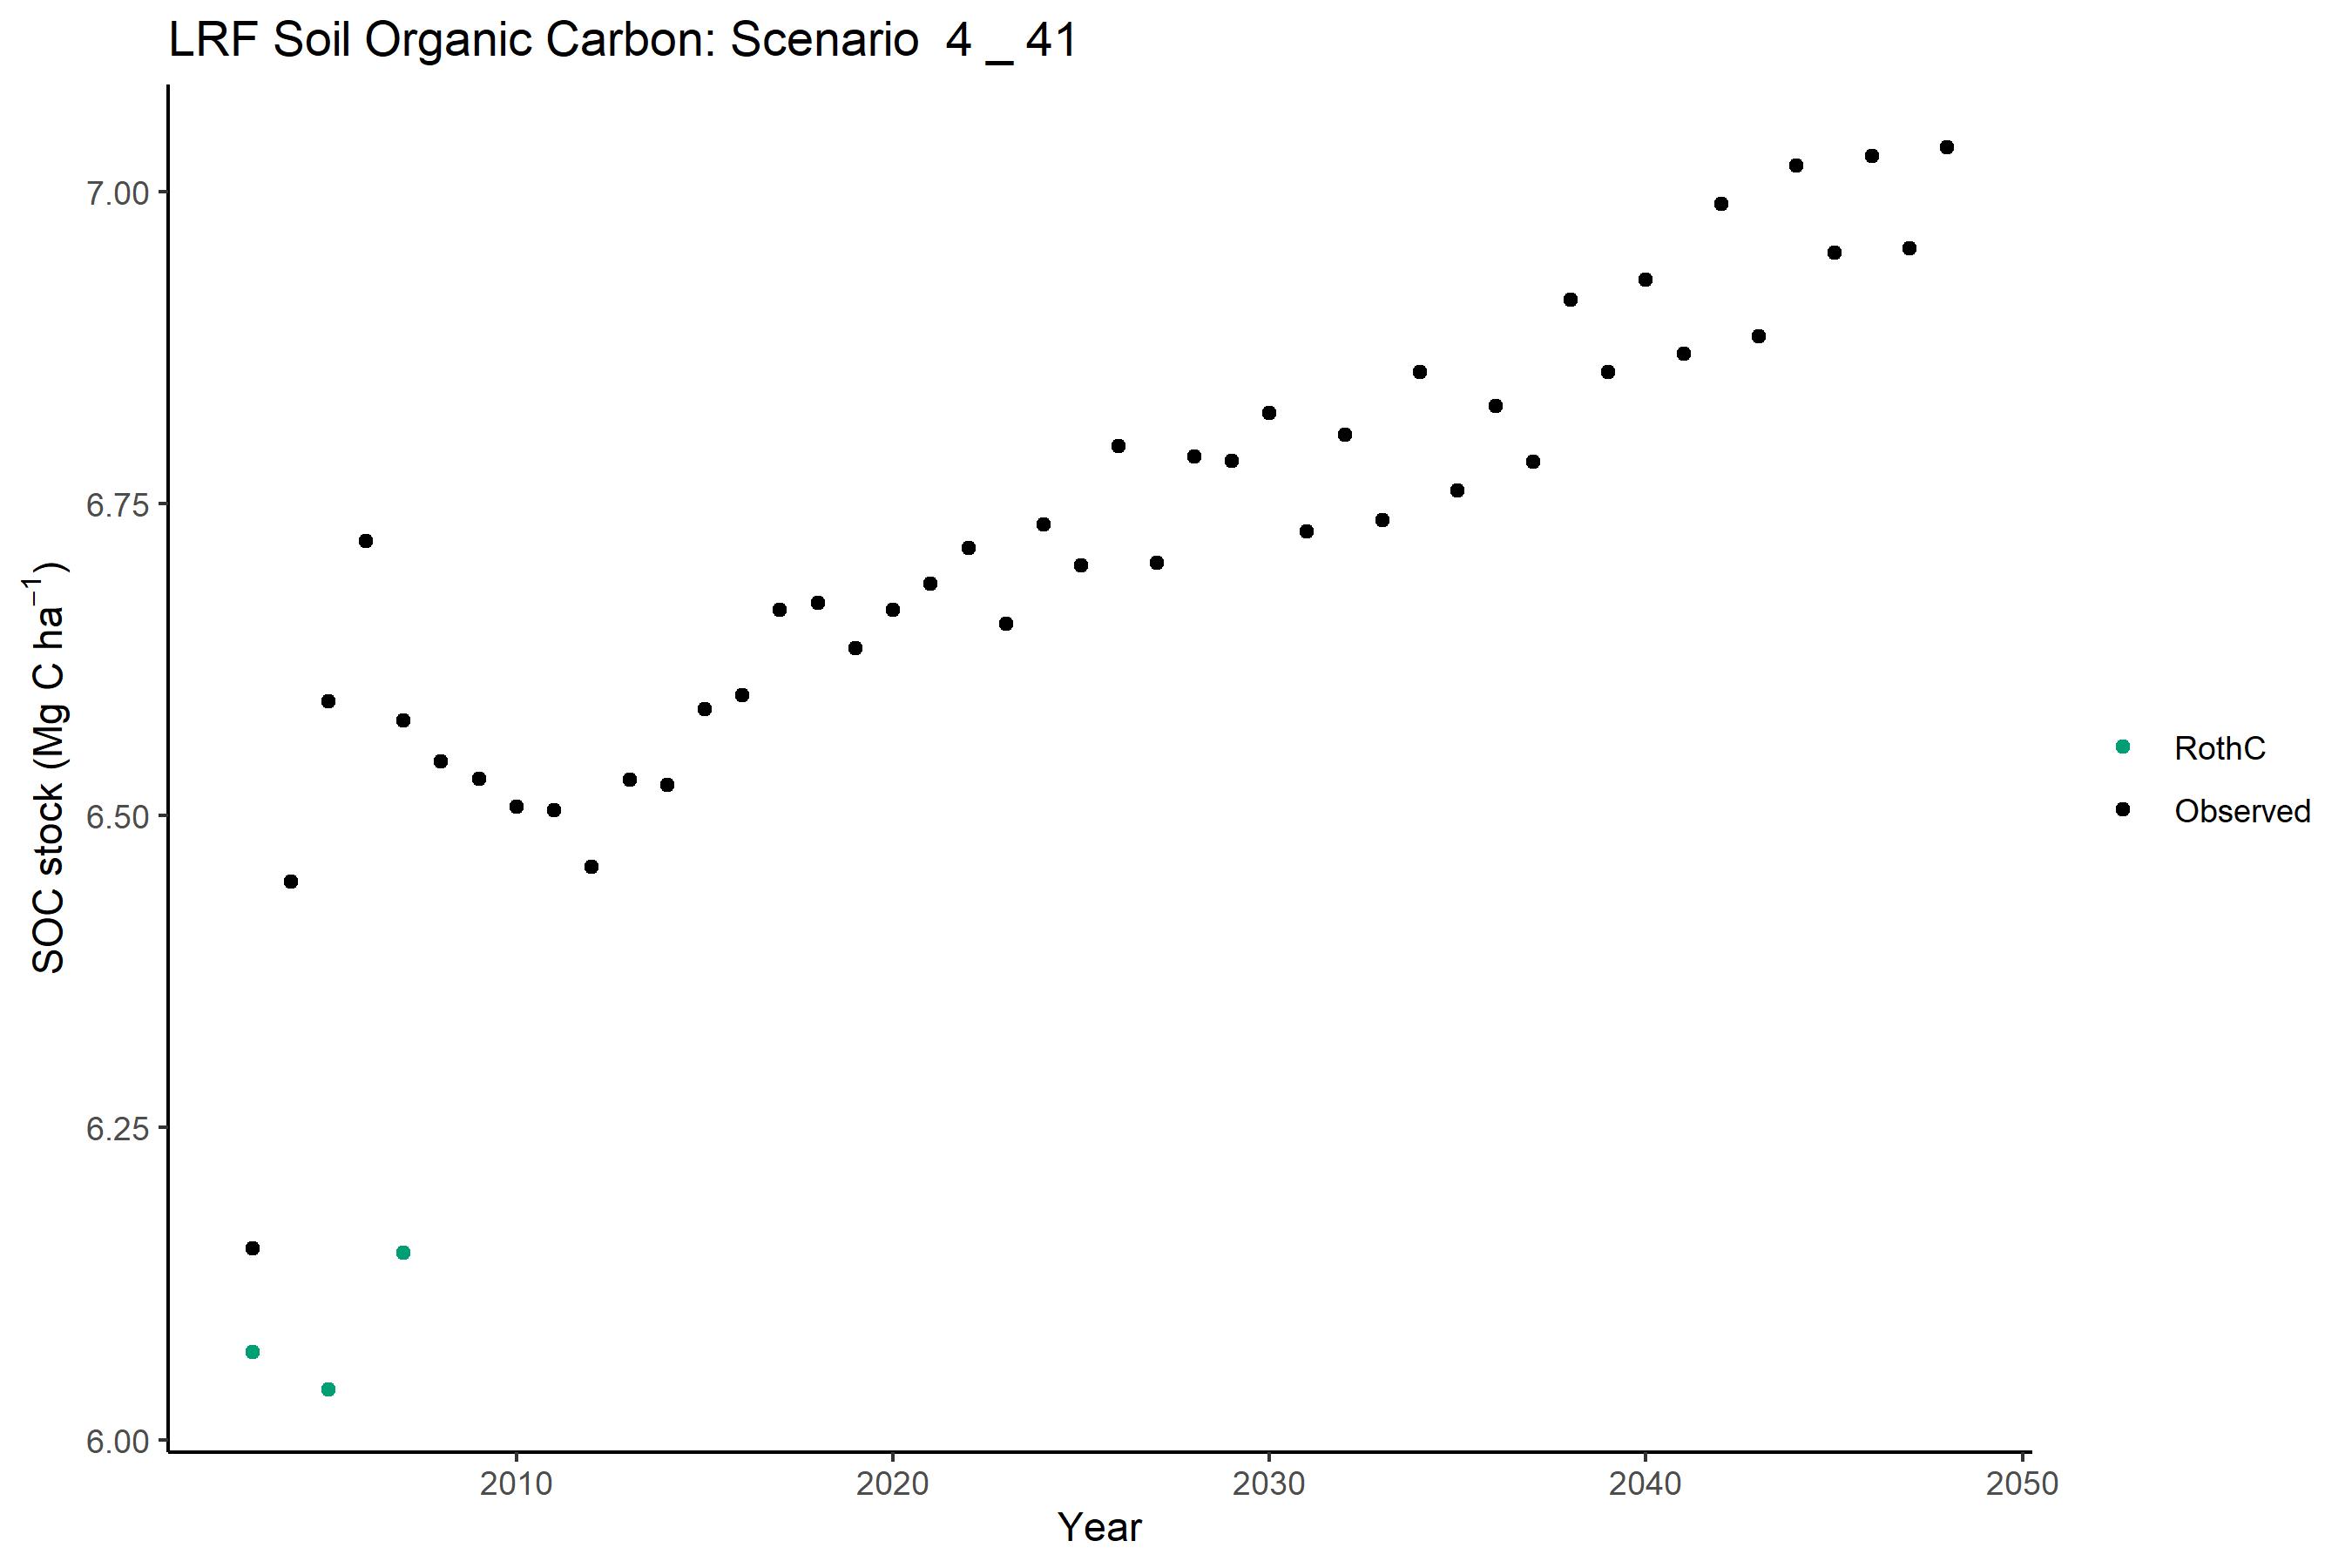 LRF Soil Organic Carbon: Scenario  4 _ 41
7.00
6.75
6.50
6.25
6.00
SOC stock (Mg C ha⁻¹)
2010
2020
2030
2040
2050
Year
RothC
Observed